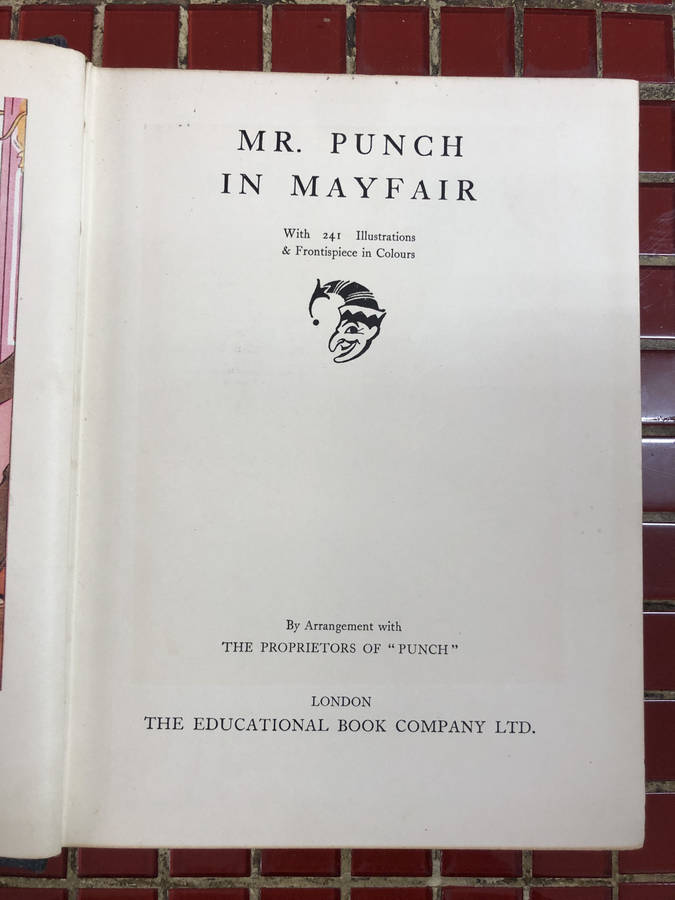 MR. PUNCH
IN MAYFAIR
With 241 Illustrations
& Frontispiece in Colours
By Arrangement with
THE PROPRIETORS OF "PUNCH"
LONDON
THE EDUCATIONAL BOOK COMPANY LTD.